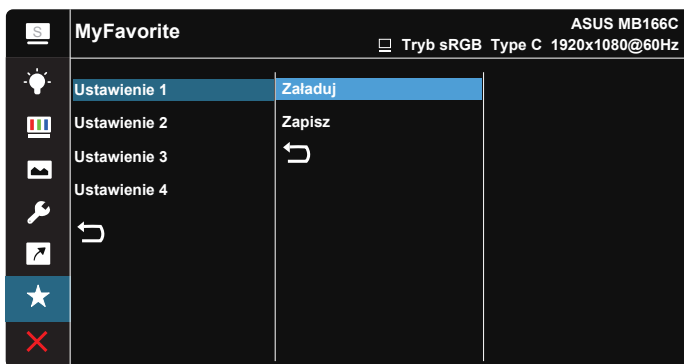 S
MyFavorite
ASUS MB166C
Tryb sRGB Type C 1920x1080@60Hz
Ustawienie 1
Załaduj
Ustawienie 2
Zapisz
Ustawienie 3
Ustawienie 4